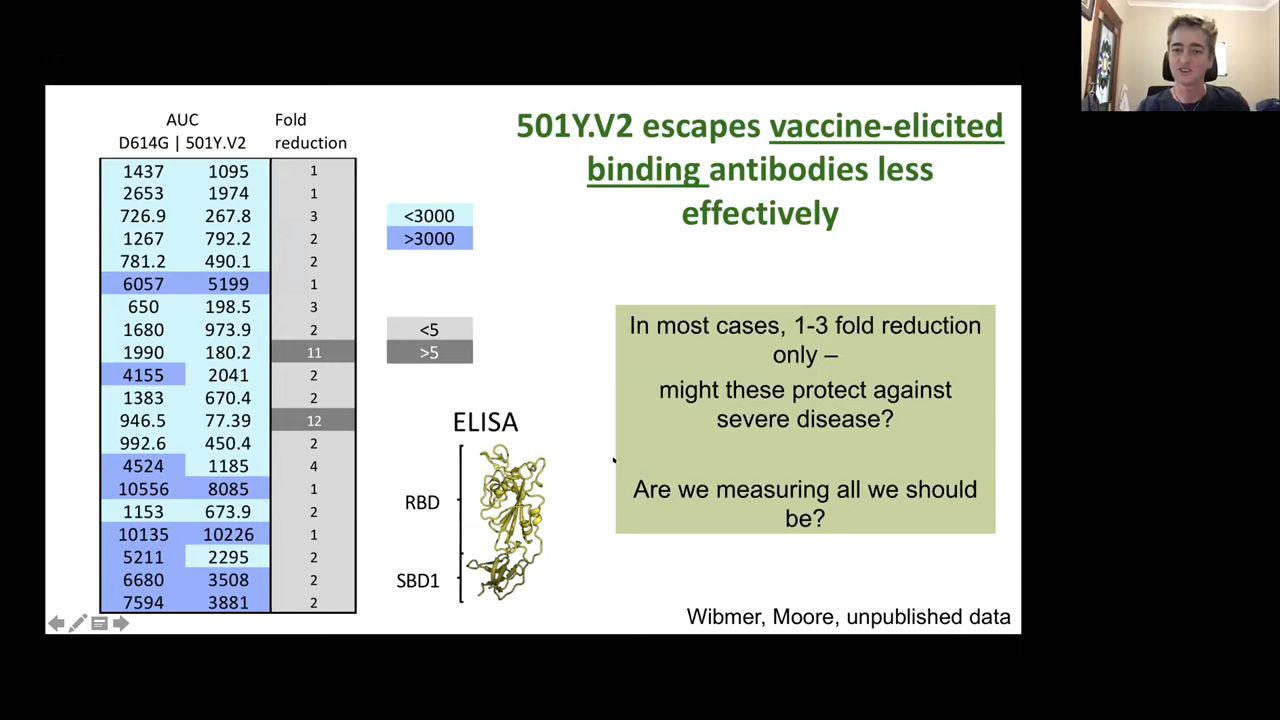 AUC
D614G | 501Y.V2
Fold
reduction
1437 1095 1
2653 1974 1
726.9 267.8 3
1267 792.2 2
781.2 490.1 2
6057 5199 1
650 198.5 3
1680 973.9 2
1990 180.2 11
4155 2041 2
1383 670.4 2
946.5 77.39 12
992.6 450.4 2
4524 1185 4
10556 8085 1
1153 673.9 2
10135 10226 1
5211 2295 2
6680 3508 2
7594 3881 2
<3000
>3000
<5
>5
ELISA
RBD
SBD1
501Y.V2 escapes vaccine-elicited
binding antibodies less
effectively
In most cases, 1-3 fold reduction
only –
might these protect against
severe disease?
Are we measuring all we should
be?
Wibmer, Moore, unpublished data